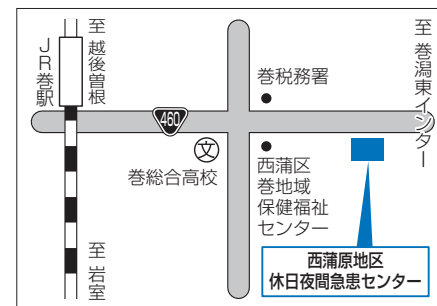 至
越後曽根
JR巻駅
460
文
巻総合高校
至
岩室
巻税務署
西蒲区
巻地域
保健福祉
センター
至
巻潟東インター
西蒲原地区
休日夜間急患センター